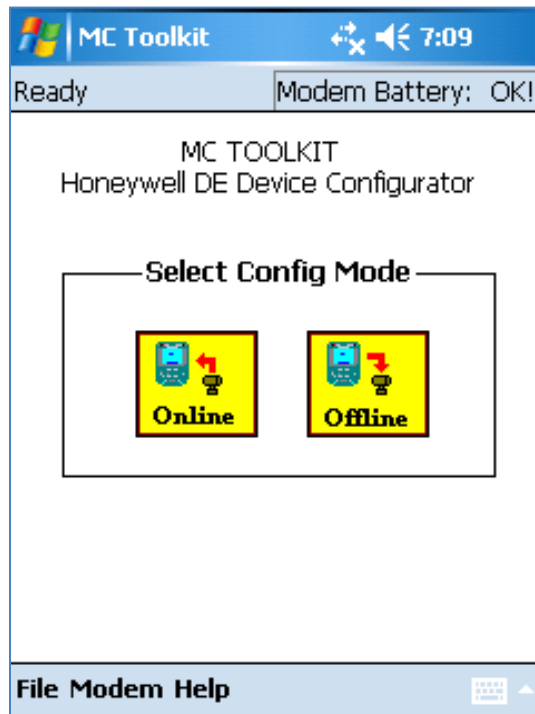 MC Toolkit 7:09
Ready Modem Battery: OK!
MC TOOLKIT
Honeywell DE Device Configurator
Select Config Mode
Online Offline
File Modem Help